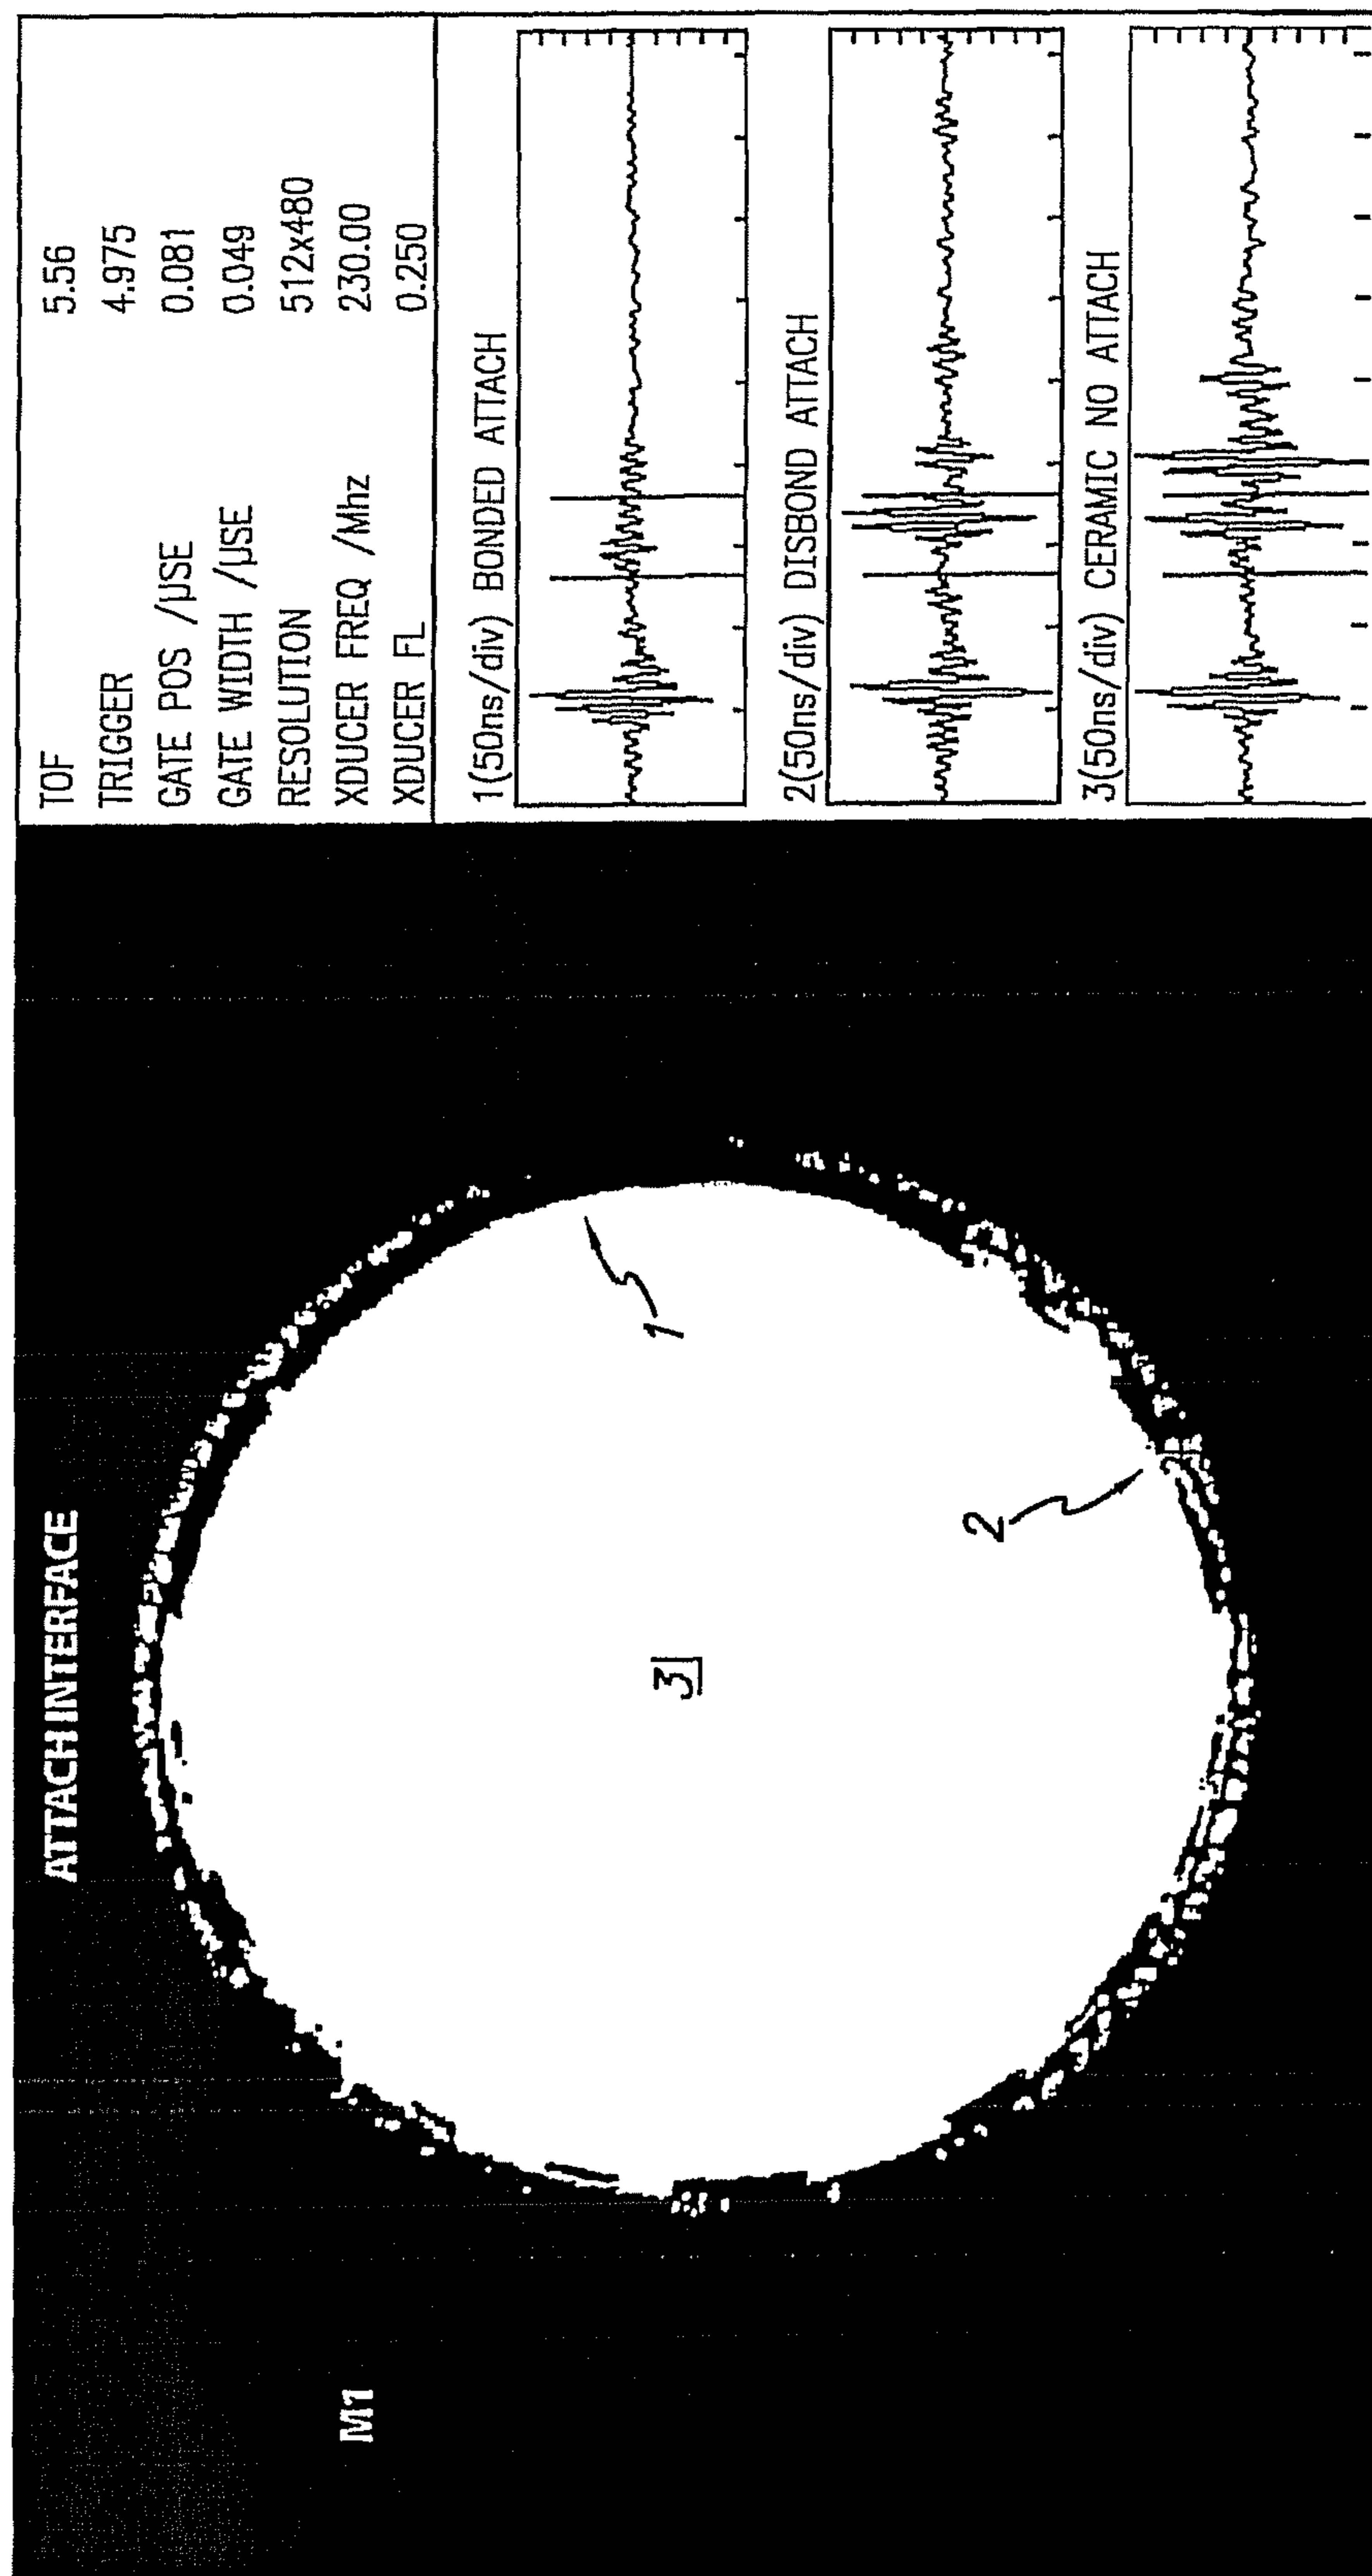 ATTACH INTERFACE
M1
1
2
3
TOF 5.56
TRIGGER 4.975
GATE POS /µSE 0.081
GATE WIDTH /µSE 0.049
RESOLUTION 512x480
XDUCER FREQ /Mhz 230.00
XDUCER FL 0.250
1(50ns/div) BONDED ATTACH
2(50ns/div) DISBOND ATTACH
3(50ns/div) CERAMIC NO ATTACH